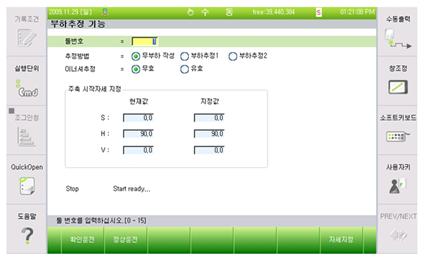 2009.11.29 [일] 수 free:39,440,384 S 01:21:08 PM
기록조건 부하추정 기능 수동출력
툴번호 =
추정방법 = 무부하 작성 부하추정1 부하추정2
실행단위 이너셔추정 = 무효 유효 창조정
Cmd 주축 시작자세 지정
현재값 지정값
조그인칭 S : 0,0 0,0 소프트키보드
H : 90,0 90,0
V : 0,0 0,0
QuickOpen 사용자키
Stop Start ready...
도움말 툴 번호를 입력하십시오.[0 - 15] PREV/NEXT
확인운전 정상운전 자세지정